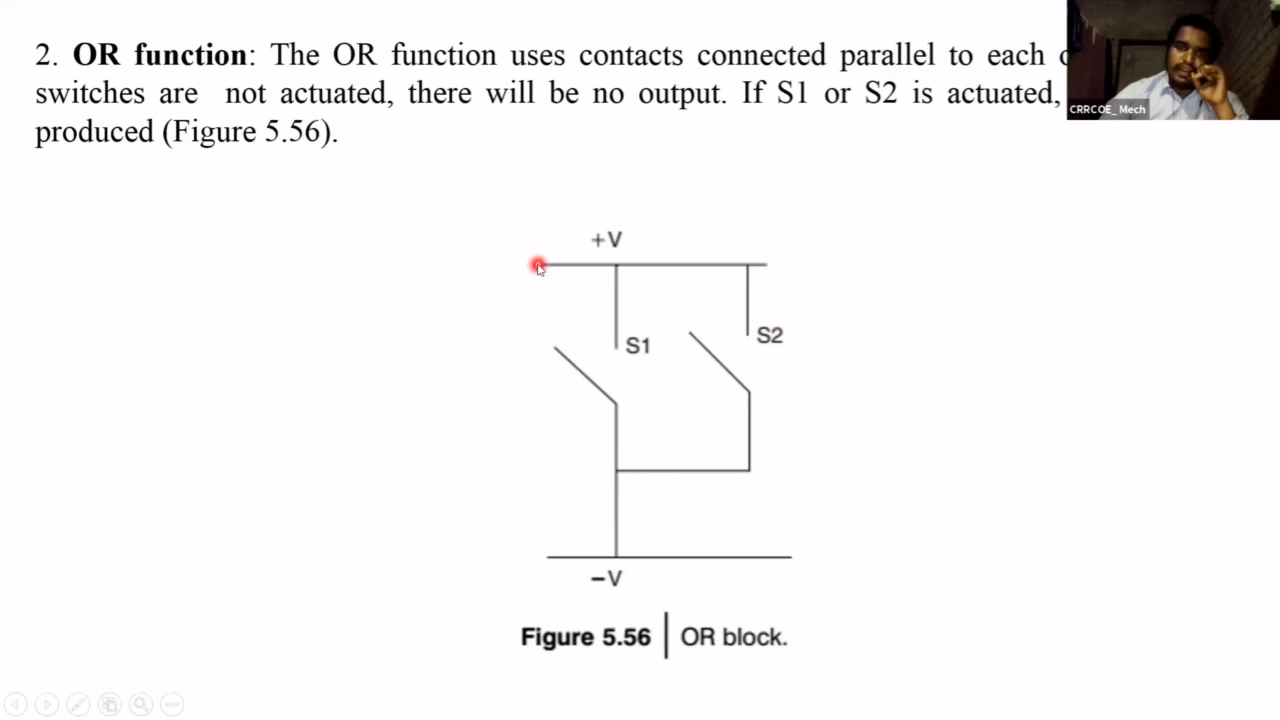 2. OR function: The OR function uses contacts connected parallel to each
switches are not actuated, there will be no output. If S1 or S2 is actuated,
produced (Figure 5.56).
CRRCOE_ Mech
+V
S1
S2
−V
Figure 5.56 | OR block.